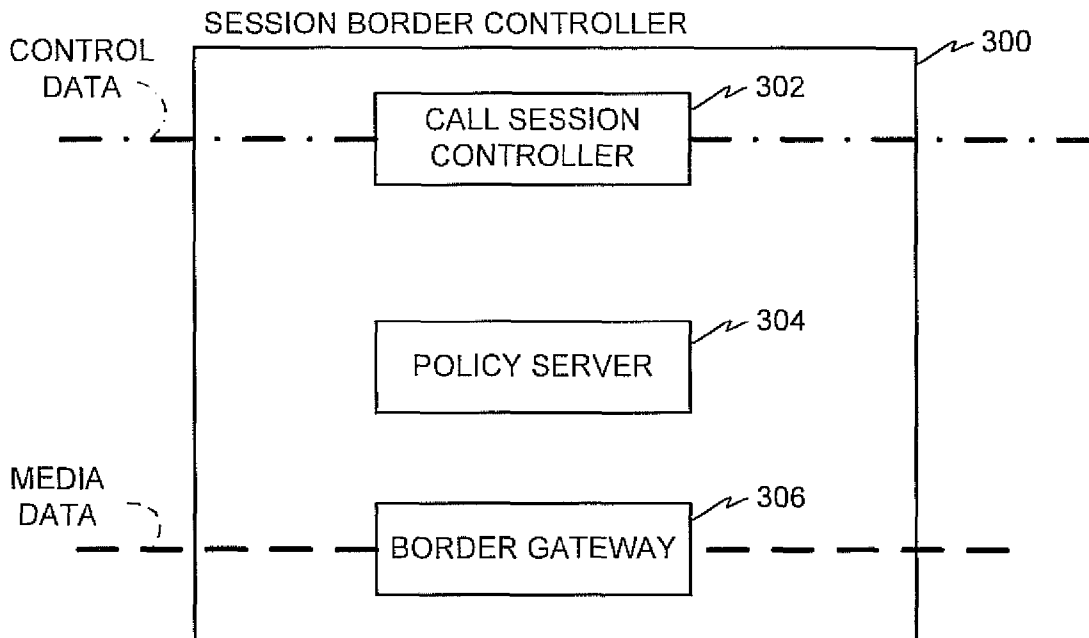 SESSION BORDER CONTROLLER
300
CONTROL
DATA
302
CALL SESSION
CONTROLLER
304
POLICY SERVER
MEDIA
DATA
306
BORDER GATEWAY